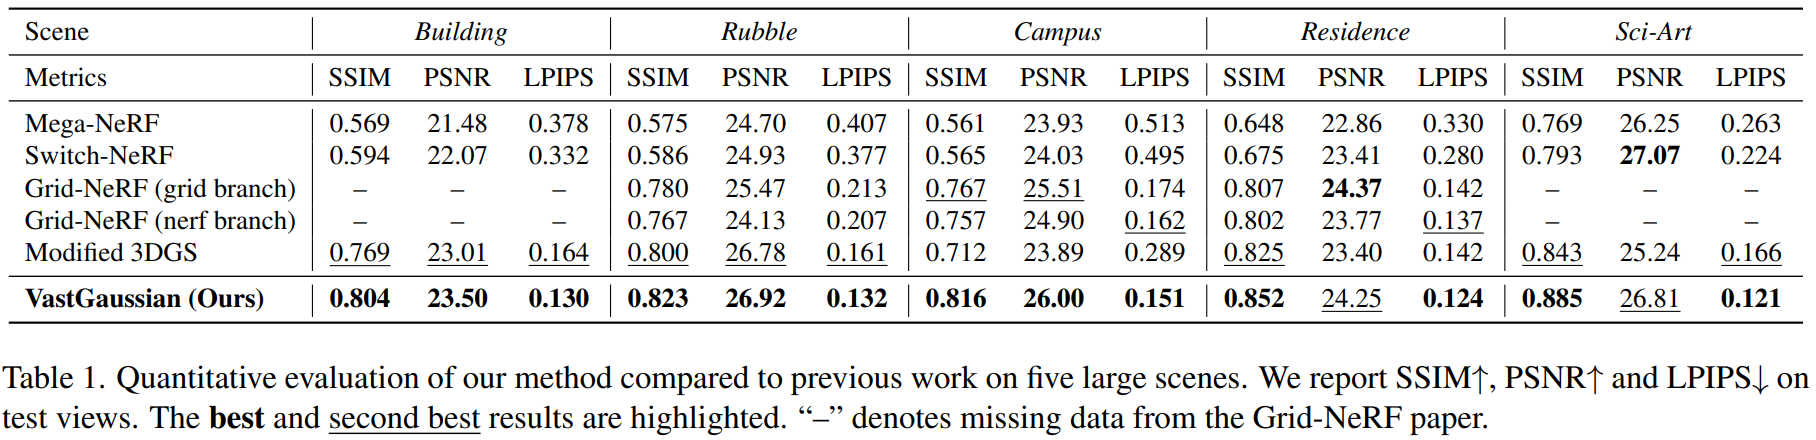 Scene Building Rubble Campus Residence Sci-Art
Metrics SSIM PSNR LPIPS SSIM PSNR LPIPS SSIM PSNR LPIPS SSIM PSNR LPIPS SSIM PSNR LPIPS
Mega-NeRF 0.569 21.48 0.378 0.575 24.70 0.407 0.561 23.93 0.513 0.648 22.86 0.330 0.769 26.25 0.263
Switch-NeRF 0.594 22.07 0.332 0.586 24.93 0.377 0.565 24.03 0.495 0.675 23.41 0.280 0.793 27.07 0.224
Grid-NeRF (grid branch) – – – 0.780 25.47 0.213 0.767 25.51 0.174 0.807 24.37 0.142 – – –
Grid-NeRF (nerf branch) – – – 0.767 24.13 0.207 0.757 24.90 0.162 0.802 23.77 0.137 – – –
Modified 3DGS 0.769 23.01 0.164 0.800 26.78 0.161 0.712 23.89 0.289 0.825 23.40 0.142 0.843 25.24 0.166
VastGaussian (Ours) 0.804 23.50 0.130 0.823 26.92 0.132 0.816 26.00 0.151 0.852 24.25 0.124 0.885 26.81 0.121
Table 1. Quantitative evaluation of our method compared to previous work on five large scenes. We report SSIM↑, PSNR↑ and LPIPS↓ on
test views. The best and second best results are highlighted. “–” denotes missing data from the Grid-NeRF paper.